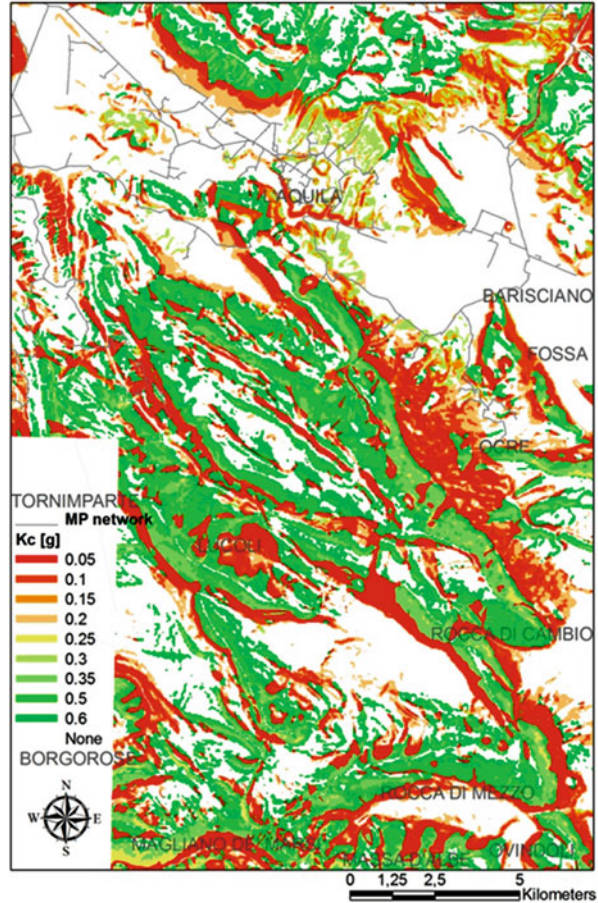 L'AQUILA
BARISCIANO
FOSSA
OCRE
TORNIMPARTE
MP network
Kc [g]
0.05
0.1
0.15
0.2
0.25
0.3
0.35
0.5
0.6
None
LUCOLI
ROCCA DI CAMBIO
BORGOROSE
N
W E
S
ROCCA DI MEZZO
MAGLIANO DE' MARSI
MASSA D'ALBE
OVINDOLI
0 1,25 2,5 5
Kilometers